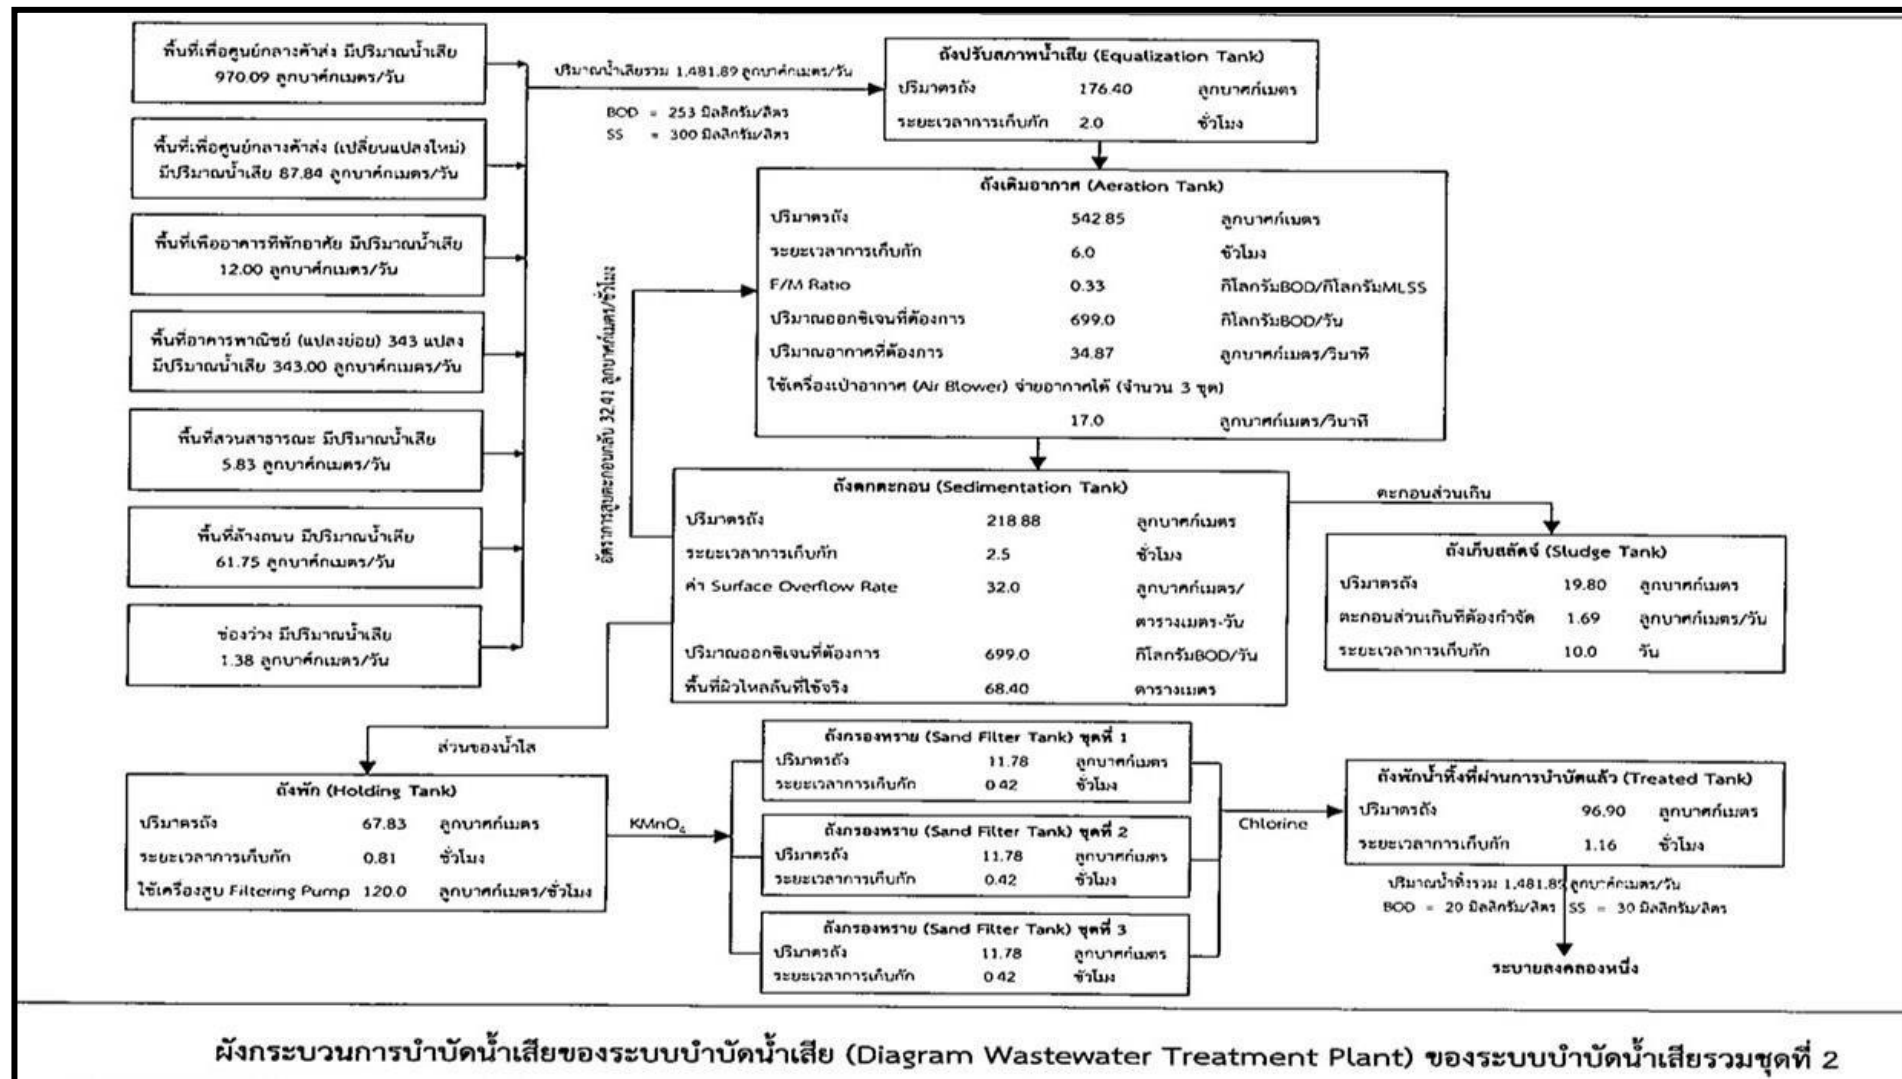 พื้นที่เพื่อศูนย์กลางค้าส่ง มีปริมาณน้ำเสีย
970.09 ลูกบาศ์กเมตร/วัน
พื้นที่เพื่อศูนย์กลางค้าส่ง (เปลี่ยนแปลงใหม่)
มีปริมาณน้ำเสีย 87.84 ลูกบาศ์กเมตร/วัน
พื้นที่เพื่ออาคารที่พักอาศัย มีปริมาณน้ำเสีย
12.00 ลูกบาศ์กเมตร/วัน
พื้นที่อาคารพาณิชย์ (แปลงย่อย) 343 แปลง
มีปริมาณน้ำเสีย 343.00 ลูกบาศ์กเมตร/วัน
พื้นที่สวนสาธารณะ มีปริมาณน้ำเสีย
5.83 ลูกบาศ์กเมตร/วัน
พื้นที่ล้างถนน มีปริมาณน้ำเสีย
61.75 ลูกบาศ์กเมตร/วัน
ช่องว่าง มีปริมาณน้ำเสีย
1.38 ลูกบาศ์กเมตร/วัน
ปริมาณน้ำเสียรวม 1,481.89 ลูกบาศ์กเมตร/วัน
BOD = 253 มิลลิกรัม/ลิตร
SS = 300 มิลลิกรัม/ลิตร
ถังปรับสภาพน้ำเสีย (Equalization Tank)
ปริมาตรถัง 176.40 ลูกบาศก์เมตร
ระยะเวลาการเก็บกัก 2.0 ชั่วโมง
ถังเติมอากาศ (Aeration Tank)
ปริมาตรถัง 542.85 ลูกบาศก์เมตร
ระยะเวลาการเก็บกัก 6.0 ชั่วโมง
F/M Ratio 0.33 กิโลกรัมBOD/กิโลกรัมMLSS
ปริมาณออกซิเจนที่ต้องการ 699.0 กิโลกรัมBOD/วัน
ปริมาณอากาศที่ต้องการ 34.87 ลูกบาศก์เมตร/วินาที
ใช้เครื่องเป่าอากาศ (Air Blower) จ่ายอากาศได้ (จำนวน 3 ชุด)
17.0 ลูกบาศก์เมตร/วินาที
อัตราการสูบตะกอนกลับ 32.41 ลูกบาศก์เมตร/ชั่วโมง
ถังตกตะกอน (Sedimentation Tank)
ปริมาตรถัง 218.88 ลูกบาศก์เมตร
ระยะเวลาการเก็บกัก 2.5 ชั่วโมง
ค่า Surface Overflow Rate 32.0 ลูกบาศก์เมตร/
ตารางเมตร-วัน
ปริมาณออกซิเจนที่ต้องการ 699.0 กิโลกรัมBOD/วัน
พื้นที่ผิวไหลล้นที่ใช้จริง 68.40 ตารางเมตร
ตะกอนส่วนเกิน
ถังเก็บสลัดจ์ (Sludge Tank)
ปริมาตรถัง 19.80 ลูกบาศก์เมตร
ตะกอนส่วนเกินที่ต้องกำจัด 1.69 ลูกบาศก์เมตร/วัน
ระยะเวลาการเก็บกัก 10.0 วัน
ส่วนของน้ำใส
ถังพัก (Holding Tank)
ปริมาตรถัง 67.83 ลูกบาศก์เมตร
ระยะเวลาการเก็บกัก 0.81 ชั่วโมง
ใช้เครื่องสูบ Filtering Pump 120.0 ลูกบาศก์เมตร/ชั่วโมง
KMnO₄
ถังกรองทราย (Sand Filter Tank) ชุดที่ 1
ปริมาตรถัง 11.78 ลูกบาศก์เมตร
ระยะเวลาการเก็บกัก 0.42 ชั่วโมง
ถังกรองทราย (Sand Filter Tank) ชุดที่ 2
ปริมาตรถัง 11.78 ลูกบาศก์เมตร
ระยะเวลาการเก็บกัก 0.42 ชั่วโมง
ถังกรองทราย (Sand Filter Tank) ชุดที่ 3
ปริมาตรถัง 11.78 ลูกบาศก์เมตร
ระยะเวลาการเก็บกัก 0.42 ชั่วโมง
Chlorine
ถังพักน้ำทิ้งที่ผ่านการบำบัดแล้ว (Treated Tank)
ปริมาตรถัง 96.90 ลูกบาศก์เมตร
ระยะเวลาการเก็บกัก 1.16 ชั่วโมง
ปริมาณน้ำทิ้งรวม 1,481.89 ลูกบาศ์กเมตร/วัน
BOD = 20 มิลลิกรัม/ลิตร SS = 30 มิลลิกรัม/ลิตร
ระบายลงคลองหนึ่ง
ผังกระบวนการบำบัดน้ำเสียของระบบบำบัดน้ำเสีย (Diagram Wastewater Treatment Plant) ของระบบบำบัดน้ำเสียรวมชุดที่ 2